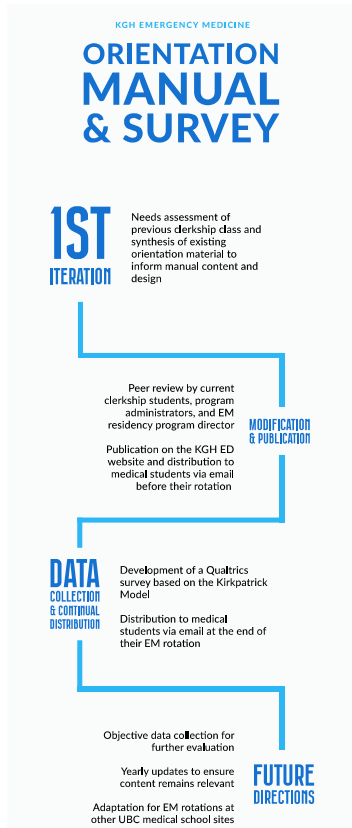 KGH EMERGENCY MEDICINE
ORIENTATION
MANUAL
& SURVEY
1ST
ITERATION
Needs assessment of
previous clerkship class and
synthesis of existing
orientation material to
inform manual content and
design
Peer review by current
clerkship students, program
administrators, and EM
residency program director
Publication on the KGH ED
website and distribution to
medical students via email
before their rotation
MODIFICATION
& PUBLICATION
DATA
COLLECTION
& CONTINUAL
DISTRIBUTION
Development of a Qualtrics
survey based on the Kirkpatrick
Model
Distribution to medical
students via email at the end of
their EM rotation
Objective data collection for
further evaluation
Yearly updates to ensure
content remains relevant
Adaptation for EM rotations at
other UBC medical school sites
FUTURE
DIRECTIONS